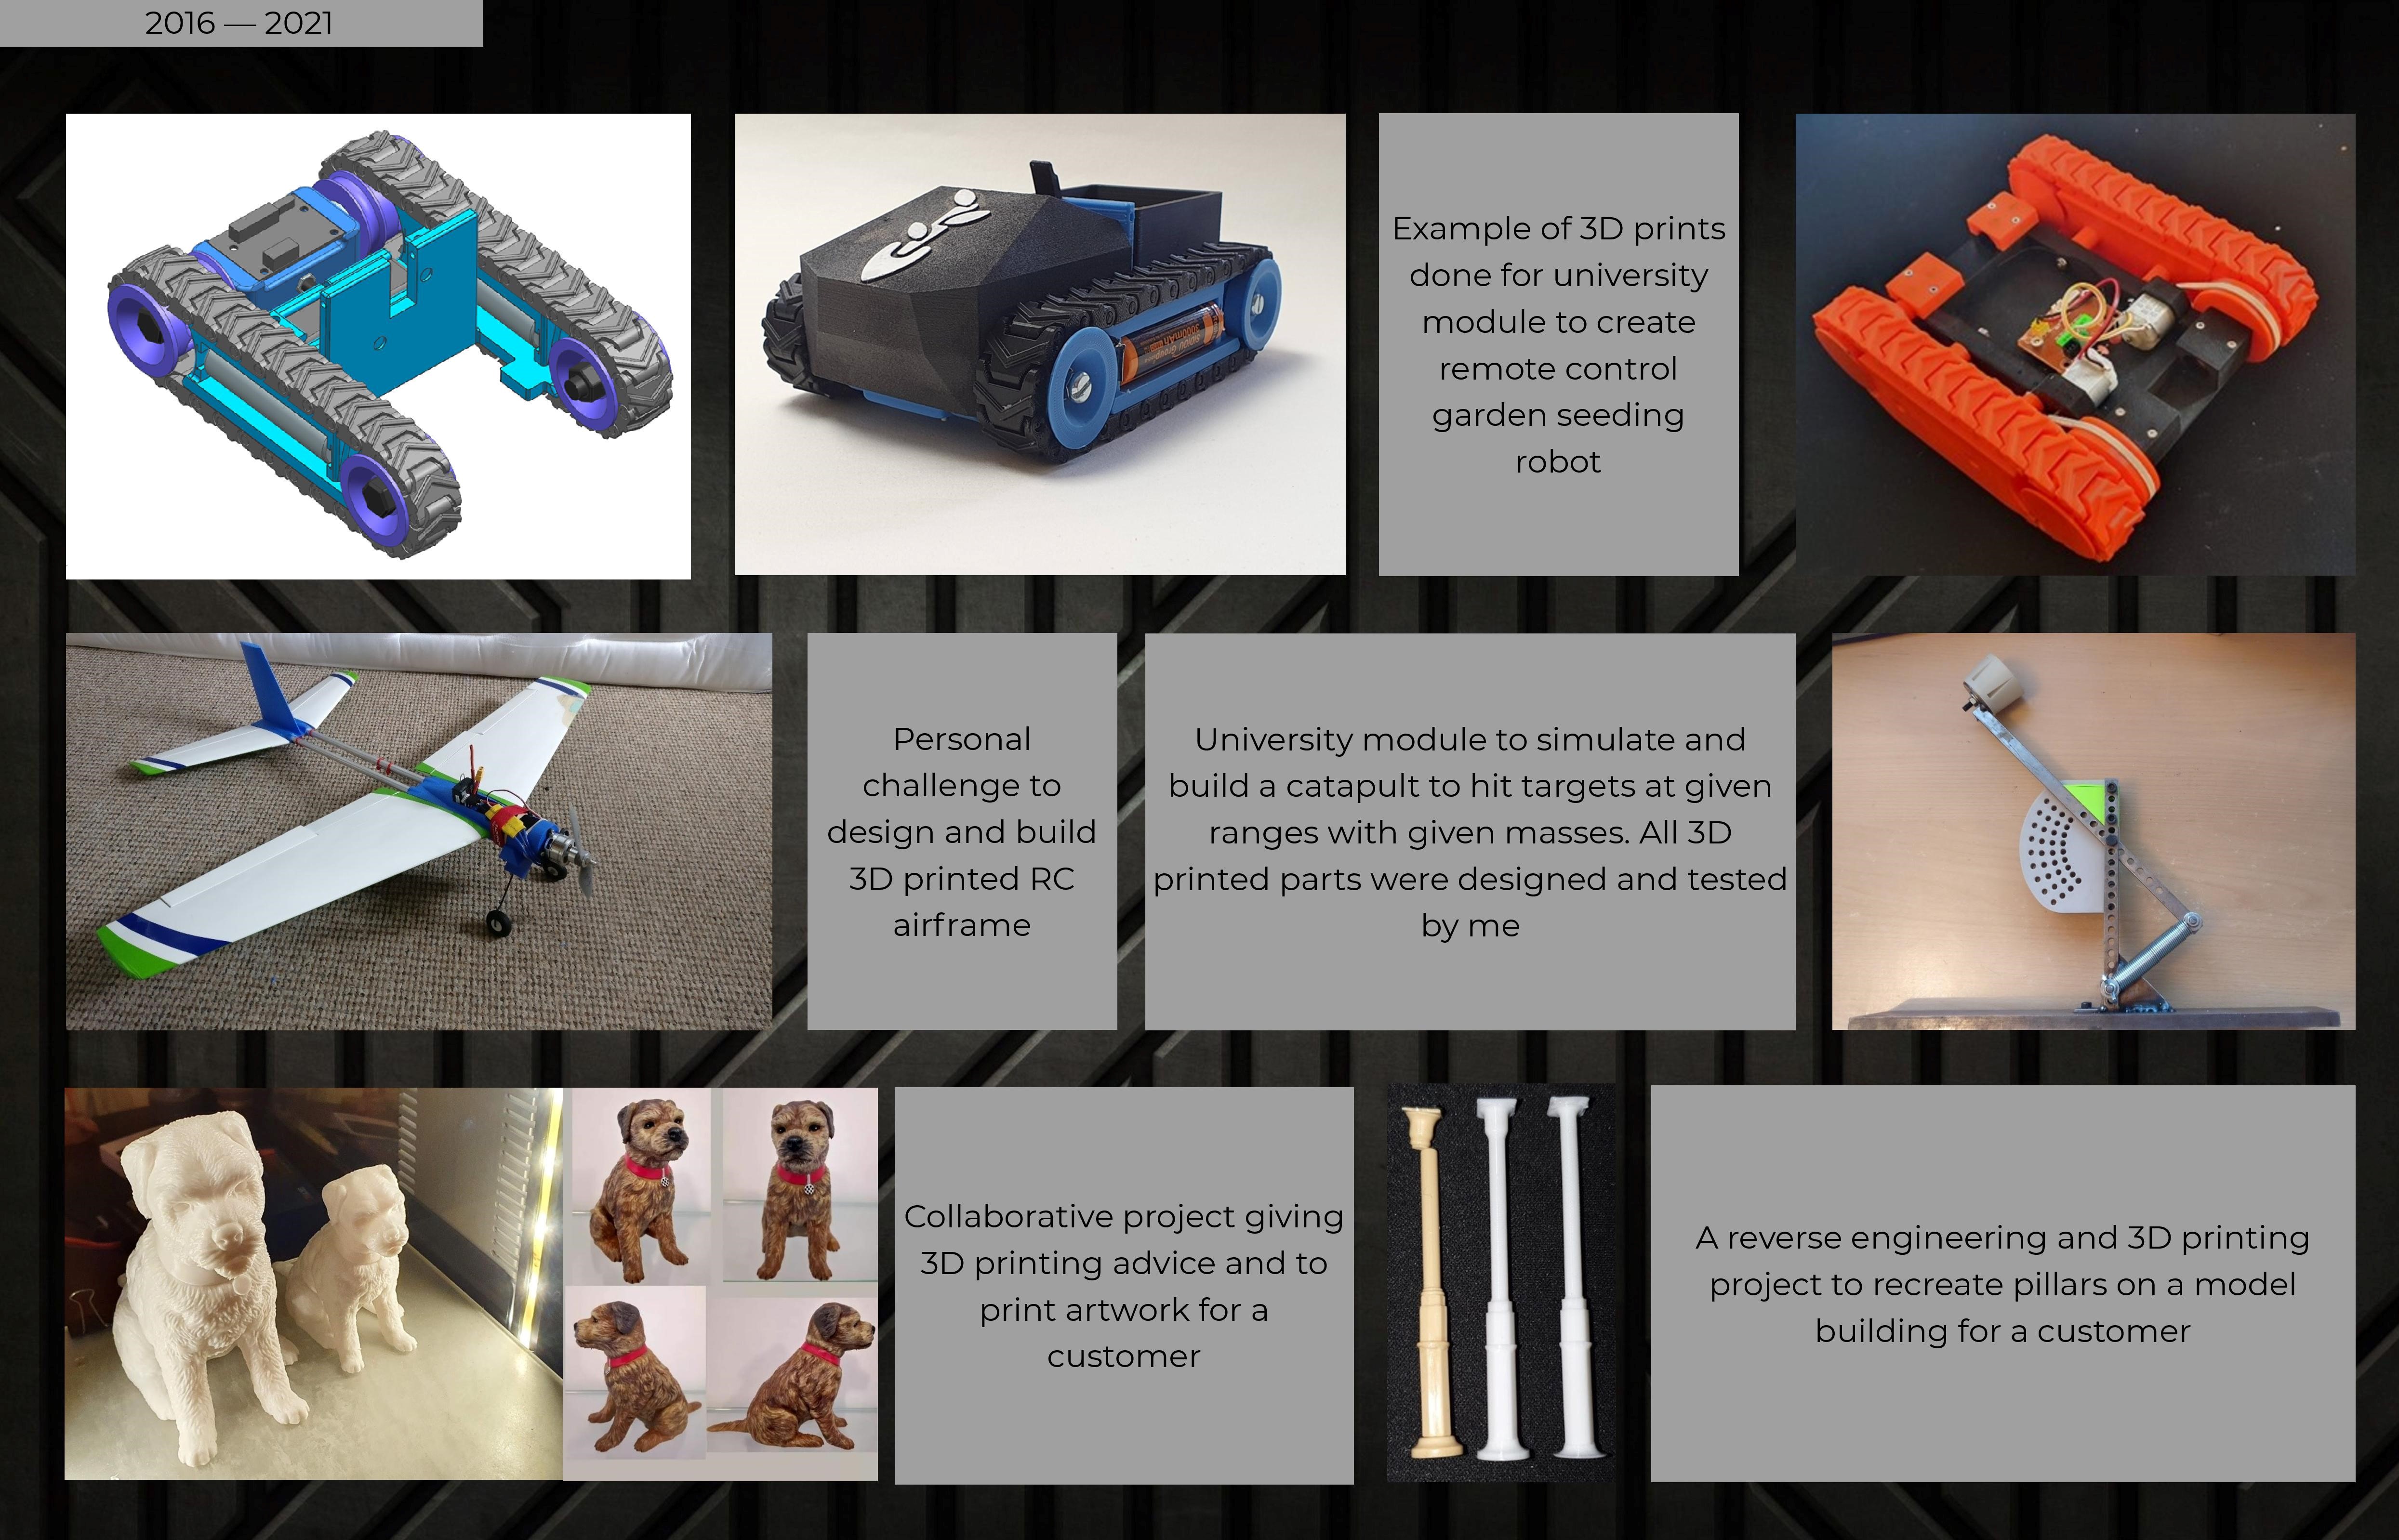 2016 — 2021
Example of 3D prints
done for university
module to create
remote control
garden seeding
robot
Personal
challenge to
design and build
3D printed RC
airframe
University module to simulate and
build a catapult to hit targets at given
ranges with given masses. All 3D
printed parts were designed and tested
by me
Collaborative project giving
3D printing advice and to
print artwork for a
customer
A reverse engineering and 3D printing
project to recreate pillars on a model
building for a customer